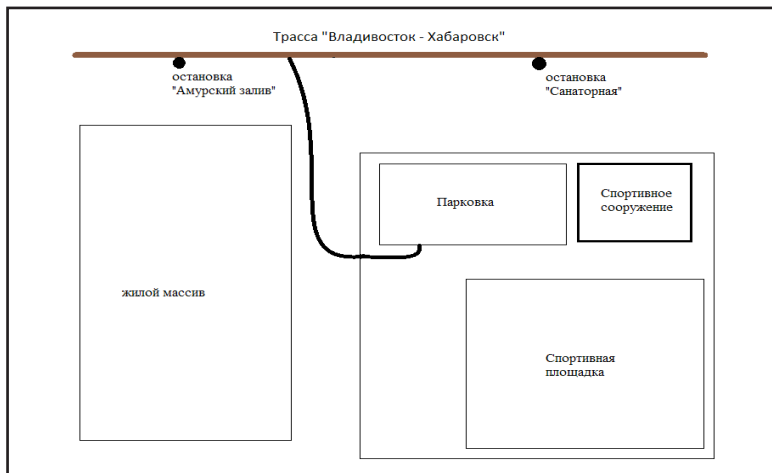 Трасса "Владивосток - Хабаровск"
остановка
"Амурский залив"
остановка
"Санаторная"
Парковка
Спортивное
сооружение
жилой массив
Спортивная
площадка